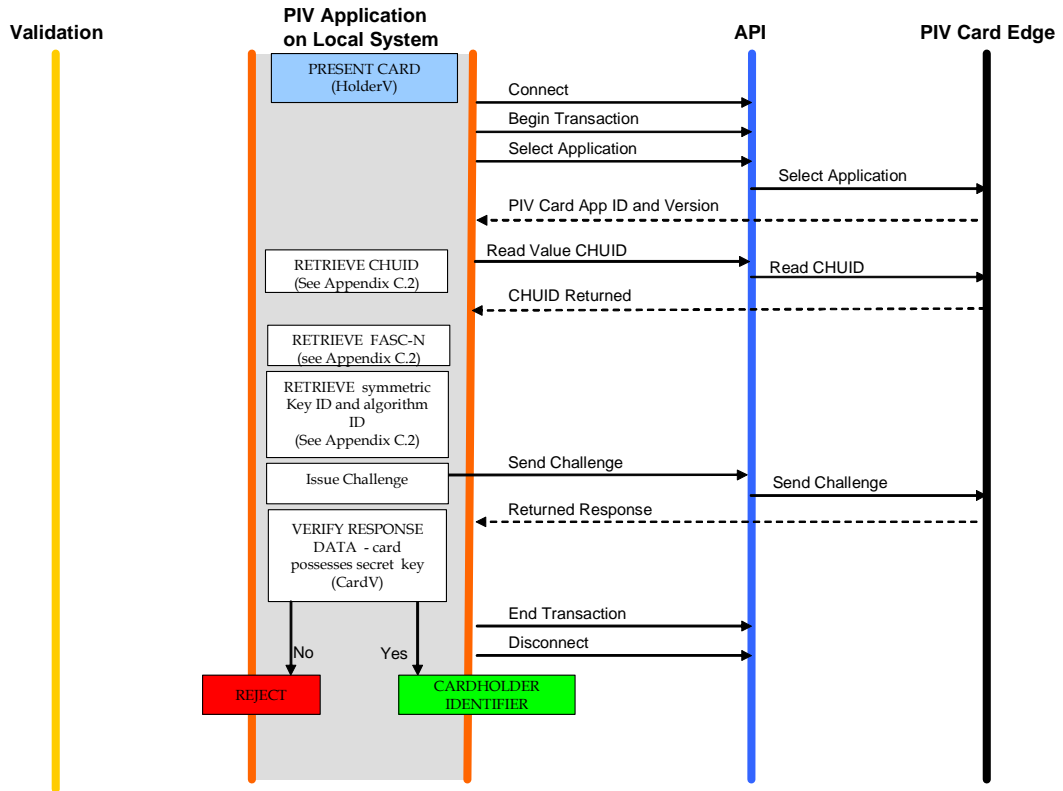 Validation
PIV Application
on Local System
API
PIV Card Edge
PRESENT CARD
(HolderV)
Connect
Begin Transaction
Select Application
Select Application
PIV Card App ID and Version
Read Value CHUID
RETRIEVE CHUID
(See Appendix C.2)
Read CHUID
CHUID Returned
RETRIEVE FASC-N
(see Appendix C.2)
RETRIEVE symmetric
Key ID and algorithm
ID
(See Appendix C.2)
Issue Challenge
Send Challenge
Send Challenge
Returned Response
VERIFY RESPONSE
DATA - card
possesses secret key
(CardV)
End Transaction
Disconnect
No
Yes
REJECT
CARDHOLDER
IDENTIFIER